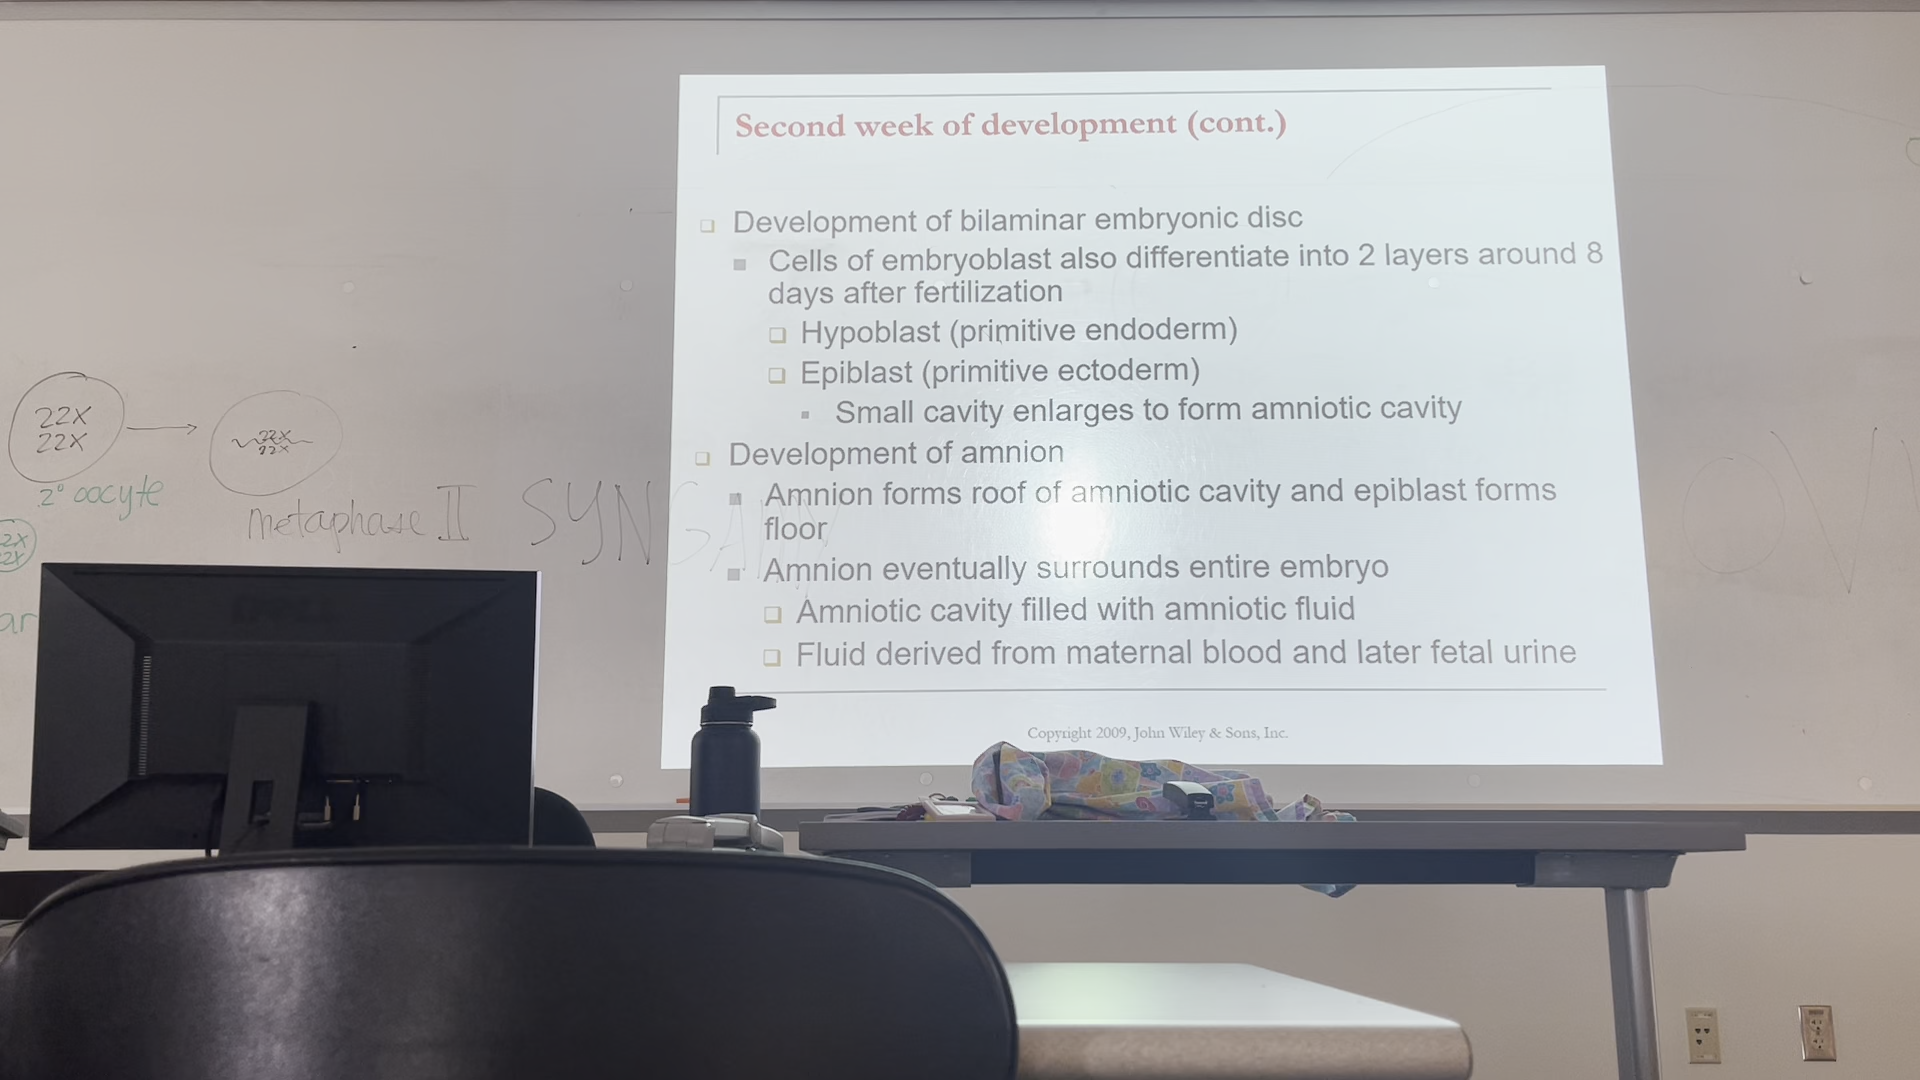 Second week of development (cont.)
Development of bilaminar embryonic disc
Cells of embryoblast also differentiate into 2 layers around 8
days after fertilization
Hypoblast (primitive endoderm)
Epiblast (primitive ectoderm)
Small cavity enlarges to form amniotic cavity
Development of amnion
Amnion forms roof of amniotic cavity and epiblast forms
floor
Amnion eventually surrounds entire embryo
Amniotic cavity filled with amniotic fluid
Fluid derived from maternal blood and later fetal urine
Copyright 2009, John Wiley & Sons, Inc.
22X
22X
2° oocyte
22X
22X
metaphase II